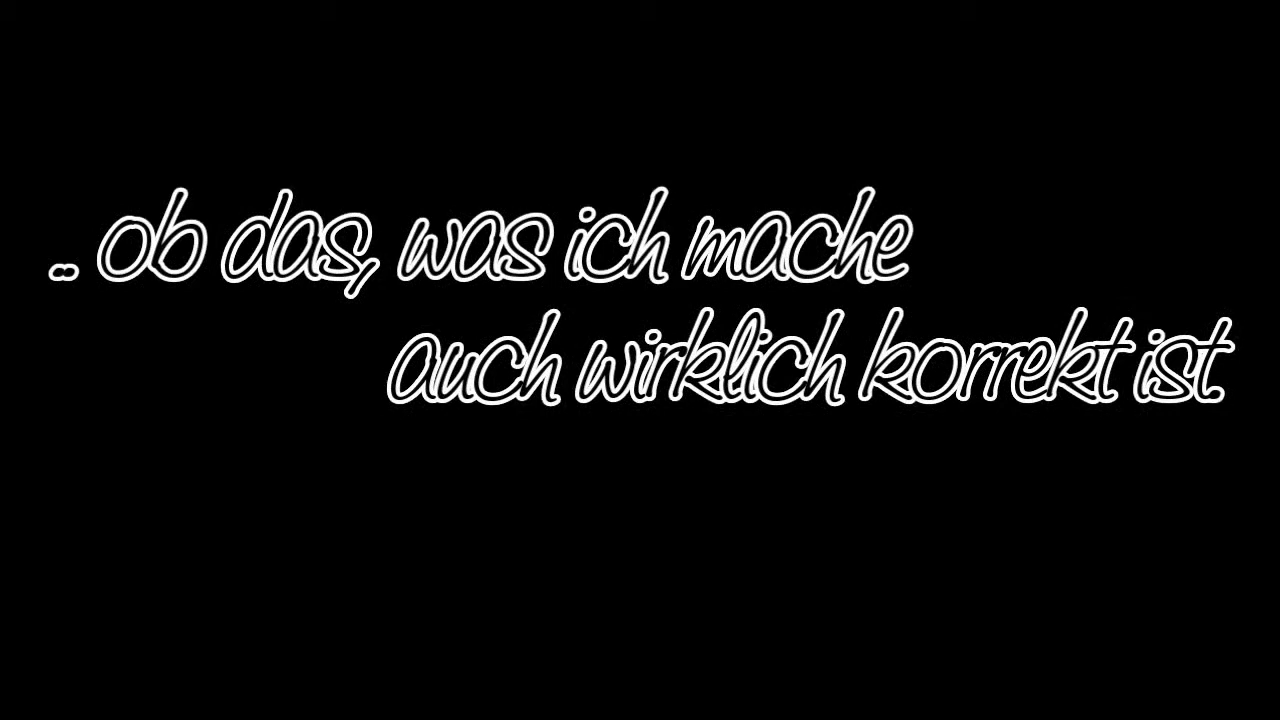 .. ob das, was ich mache
auch wirklich korrekt ist.